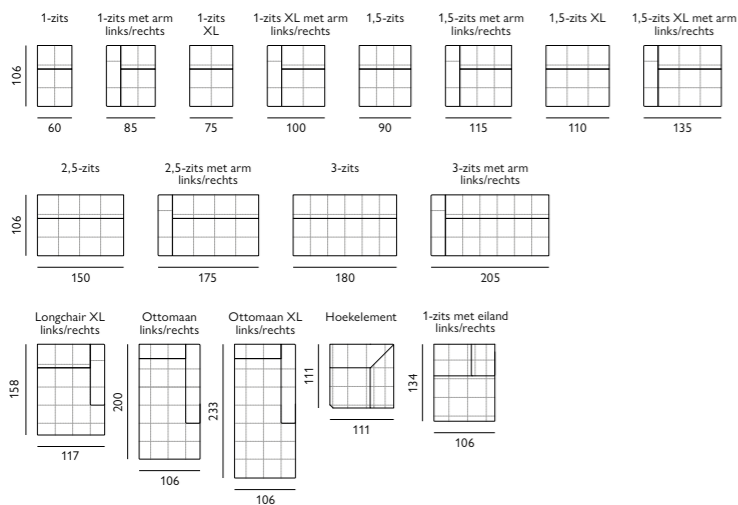 1-zits
1-zits met arm
links/rechts
1-zits
XL
1-zits XL met arm
links/rechts
1,5-zits
1,5-zits met arm
links/rechts
1,5-zits XL
1,5-zits XL met arm
links/rechts
106
60
85
75
100
90
115
110
135
2,5-zits
2,5-zits met arm
links/rechts
3-zits
3-zits met arm
links/rechts
106
150
175
180
205
Longchair XL
links/rechts
Ottomaan
links/rechts
Ottomaan XL
links/rechts
Hoekelement
1-zits met eiland
links/rechts
158
117
200
106
233
106
111
111
134
106